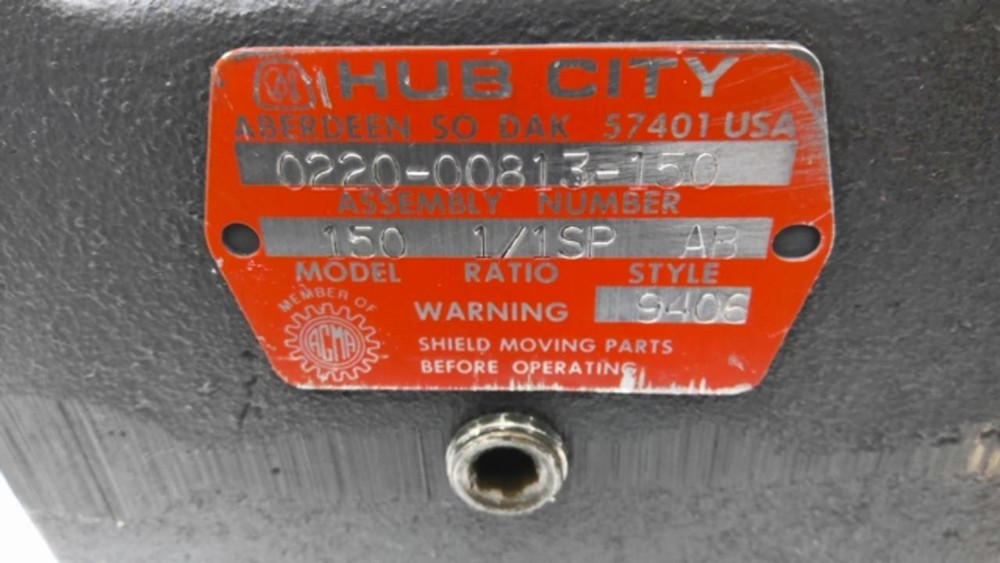 HUB CITY
ABERDEEN SO DAK 57401 USA
0220-00813-150
ASSEMBLY NUMBER
150 1/1SP AB
MODEL RATIO STYLE
MEMBER OF
AGMA
WARNING 9406
SHIELD MOVING PARTS
BEFORE OPERATING